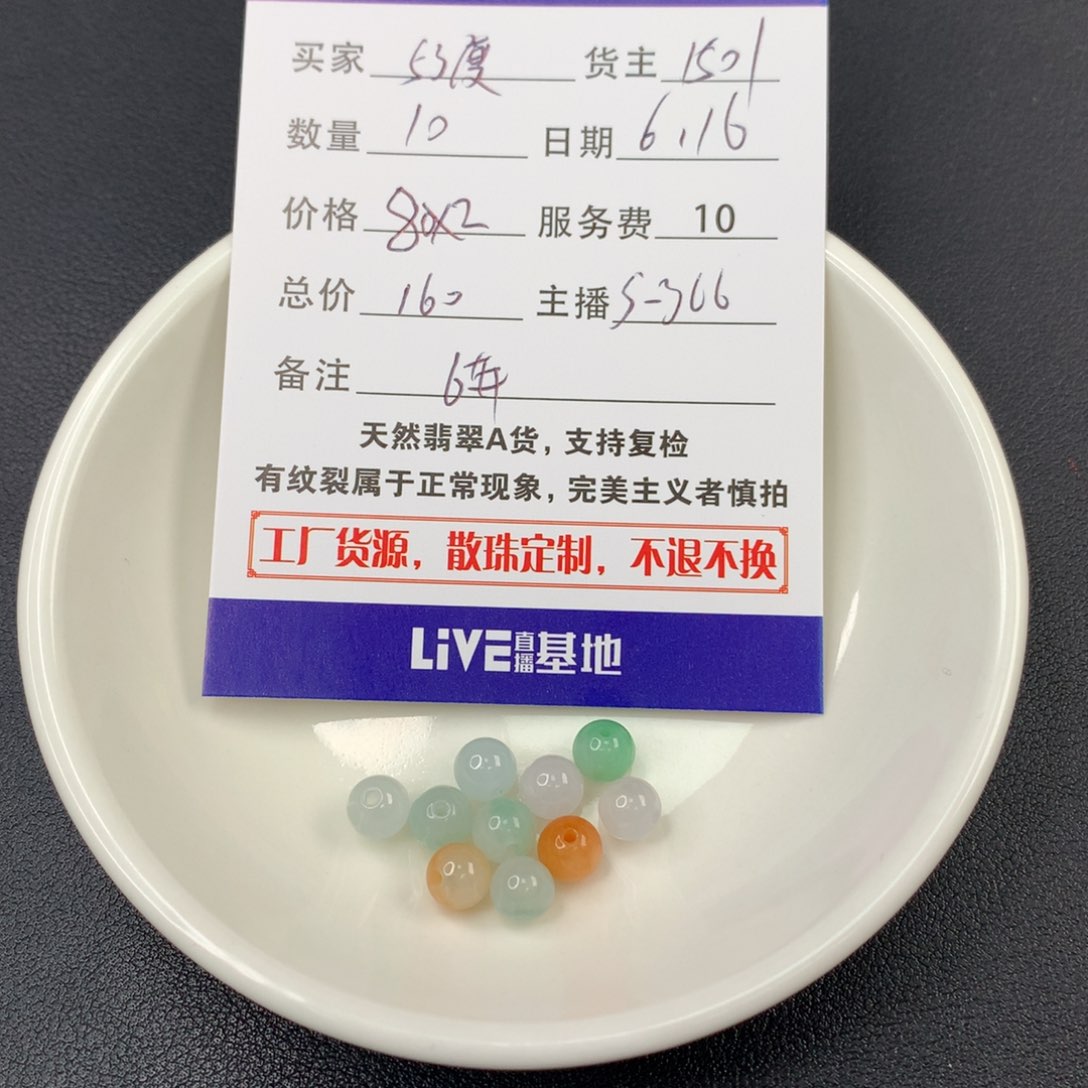 买家 53度 货主 1501
数量 10 日期 6.16
价格 80x2 服务费 10
总价 160 主播 S-366
备注 6
天然翡翠A货，支持复检
有纹裂属于正常现象，完美主义者慎拍
工厂货源，散珠定制，不退不换
LiVE直播基地